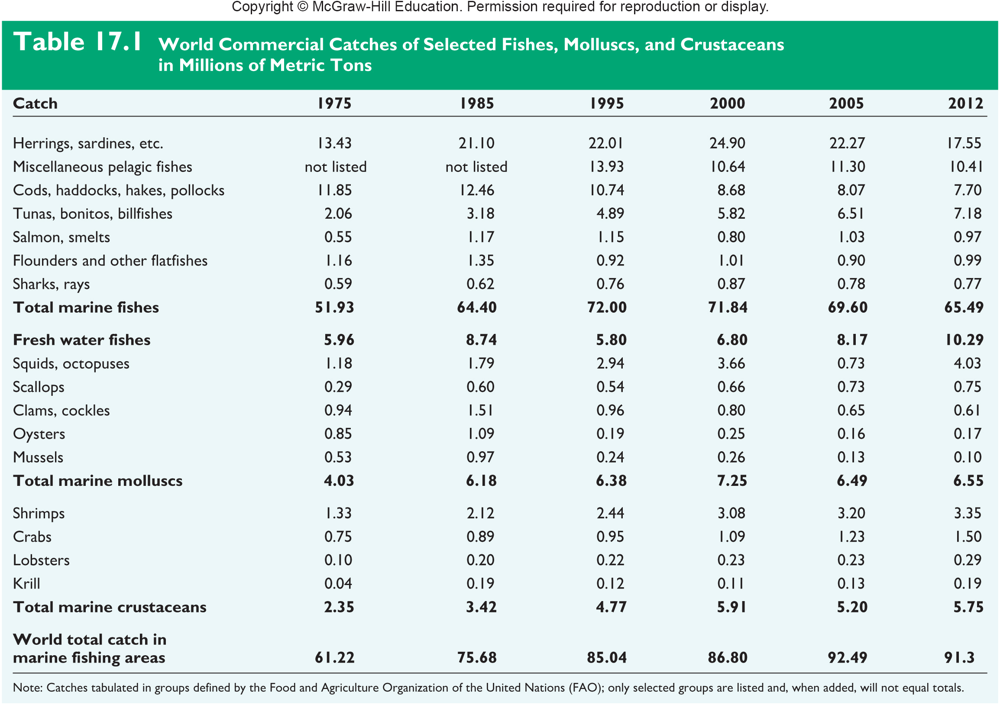 Copyright © McGraw-Hill Education. Permission required for reproduction or display.
Table 17.1 World Commercial Catches of Selected Fishes, Molluscs, and Crustaceans
in Millions of Metric Tons
Catch 1975 1985 1995 2000 2005 2012
Herrings, sardines, etc. 13.43 21.10 22.01 24.90 22.27 17.55
Miscellaneous pelagic fishes not listed not listed 13.93 10.64 11.30 10.41
Cods, haddocks, hakes, pollocks 11.85 12.46 10.74 8.68 8.07 7.70
Tunas, bonitos, billfishes 2.06 3.18 4.89 5.82 6.51 7.18
Salmon, smelts 0.55 1.17 1.15 0.80 1.03 0.97
Flounders and other flatfishes 1.16 1.35 0.92 1.01 0.90 0.99
Sharks, rays 0.59 0.62 0.76 0.87 0.78 0.77
Total marine fishes 51.93 64.40 72.00 71.84 69.60 65.49
Fresh water fishes 5.96 8.74 5.80 6.80 8.17 10.29
Squids, octopuses 1.18 1.79 2.94 3.66 0.73 4.03
Scallops 0.29 0.60 0.54 0.66 0.73 0.75
Clams, cockles 0.94 1.51 0.96 0.80 0.65 0.61
Oysters 0.85 1.09 0.19 0.25 0.16 0.17
Mussels 0.53 0.97 0.24 0.26 0.13 0.10
Total marine molluscs 4.03 6.18 6.38 7.25 6.49 6.55
Shrimps 1.33 2.12 2.44 3.08 3.20 3.35
Crabs 0.75 0.89 0.95 1.09 1.23 1.50
Lobsters 0.10 0.20 0.22 0.23 0.23 0.29
Krill 0.04 0.19 0.12 0.11 0.13 0.19
Total marine crustaceans 2.35 3.42 4.77 5.91 5.20 5.75
World total catch in
marine fishing areas 61.22 75.68 85.04 86.80 92.49 91.3
Note: Catches tabulated in groups defined by the Food and Agriculture Organization of the United Nations (FAO); only selected groups are listed and, when added, will not equal totals.